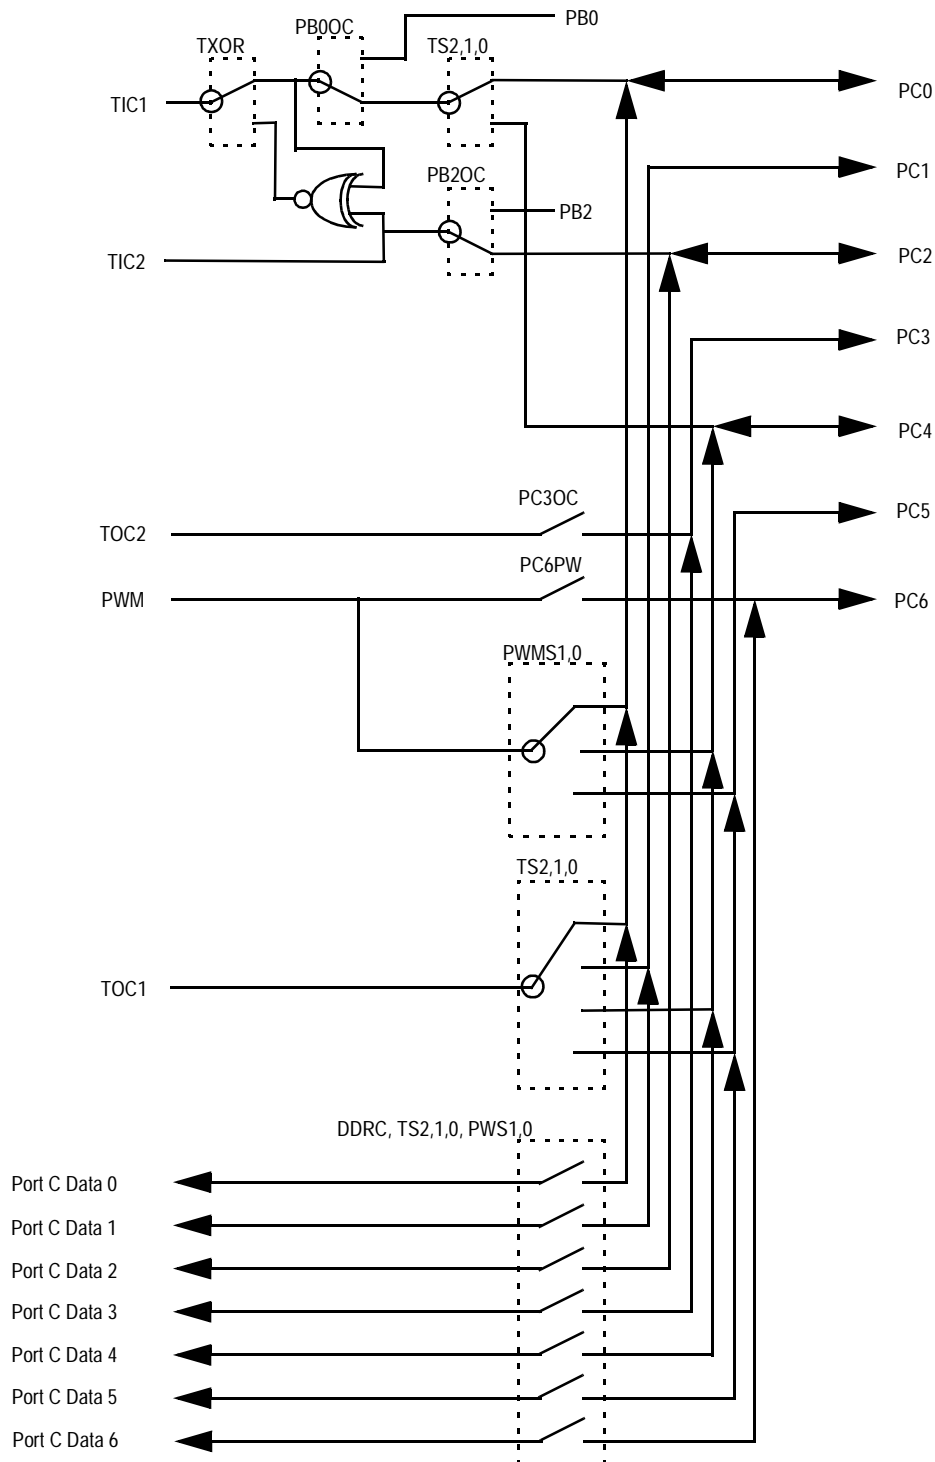 PB0
PB0OC
TXOR
TS2,1,0
TIC1
PC0
PC1
PB2OC
PB2
TIC2
PC2
PC3
PC4
PC3OC
PC5
TOC2
PC6PW
PWM
PC6
PWMS1,0
TS2,1,0
TOC1
DDRC, TS2,1,0, PWS1,0
Port C Data 0
Port C Data 1
Port C Data 2
Port C Data 3
Port C Data 4
Port C Data 5
Port C Data 6